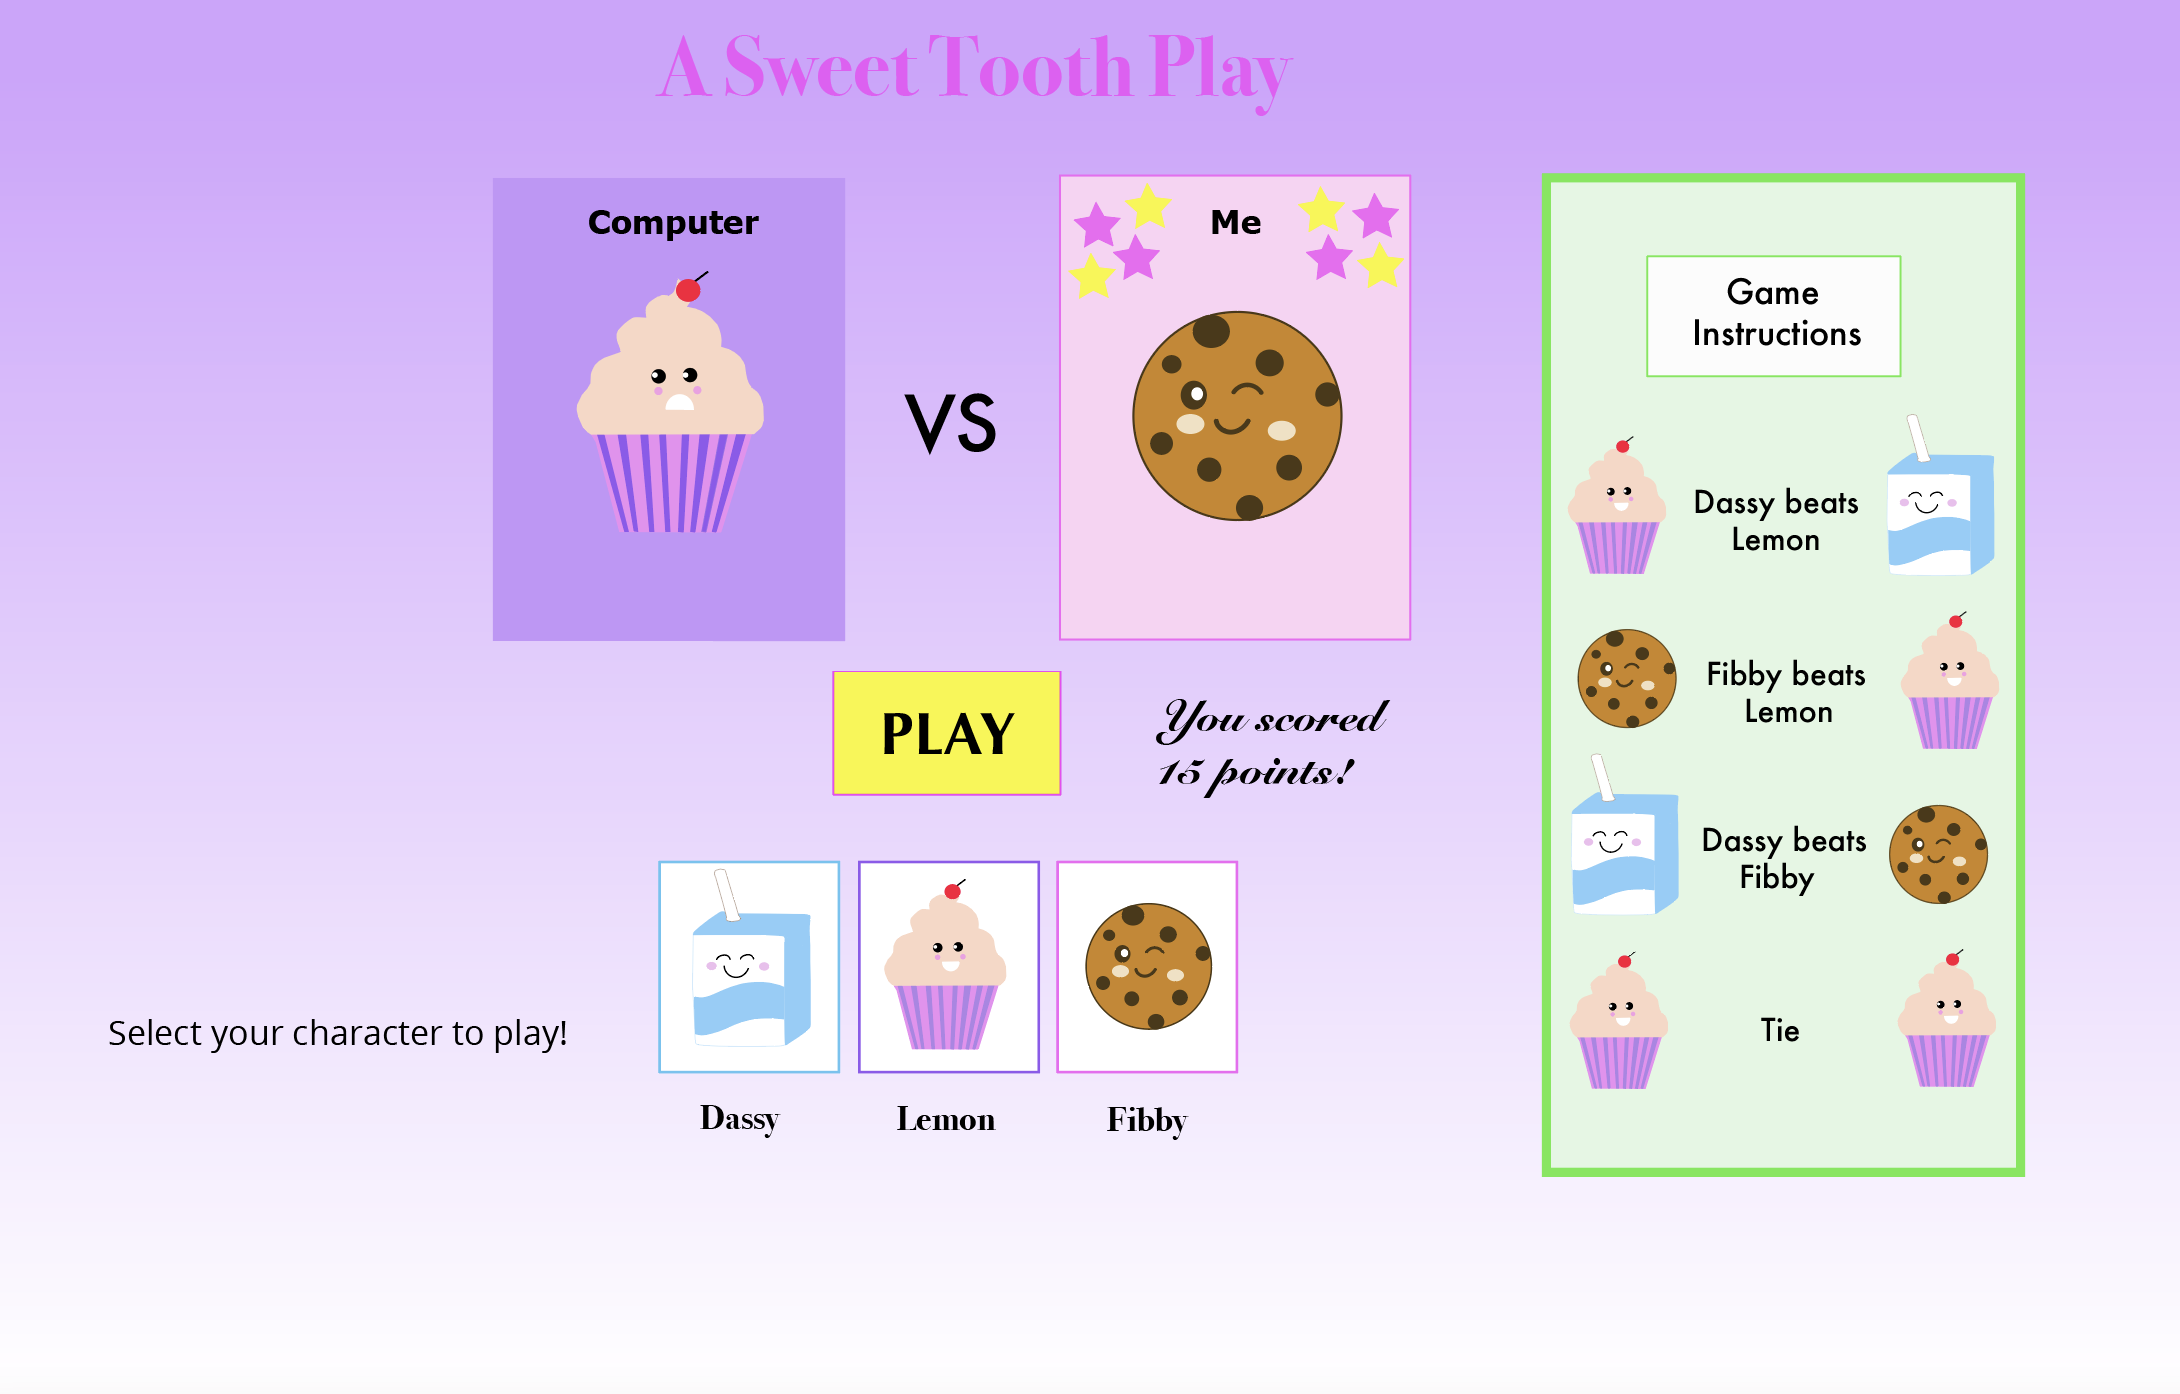 A Sweet Tooth Play
Computer
Me
VS
PLAY
You scored
15 points!
Select your character to play!
Dassy
Lemon
Fibby
Game
Instructions
Dassy beats
Lemon
Fibby beats
Lemon
Dassy beats
Fibby
Tie